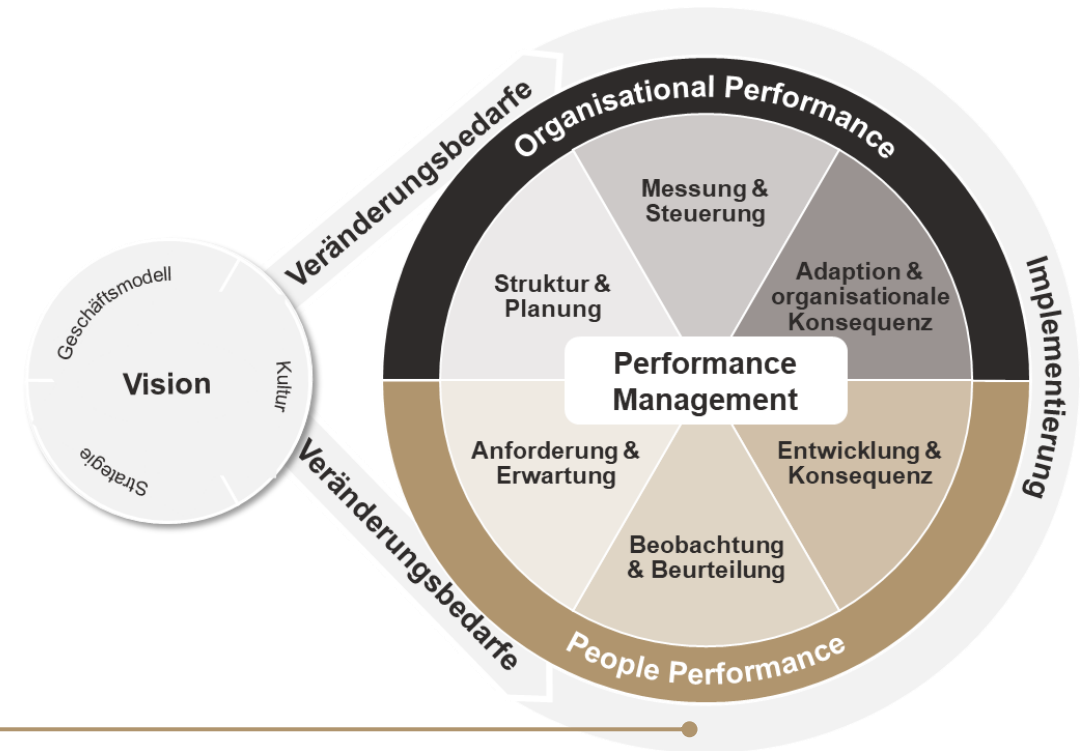 Geschäftsmodell
Vision
Kultur
Strategie
Veränderungsbedarfe
Veränderungsbedarfe
Organisational Performance
Messung &
Steuerung
Struktur &
Planung
Adaption &
organisationale
Konsequenz
Performance
Management
Anforderung &
Erwartung
Entwicklung &
Konsequenz
Beobachtung
& Beurteilung
People Performance
Implementierung